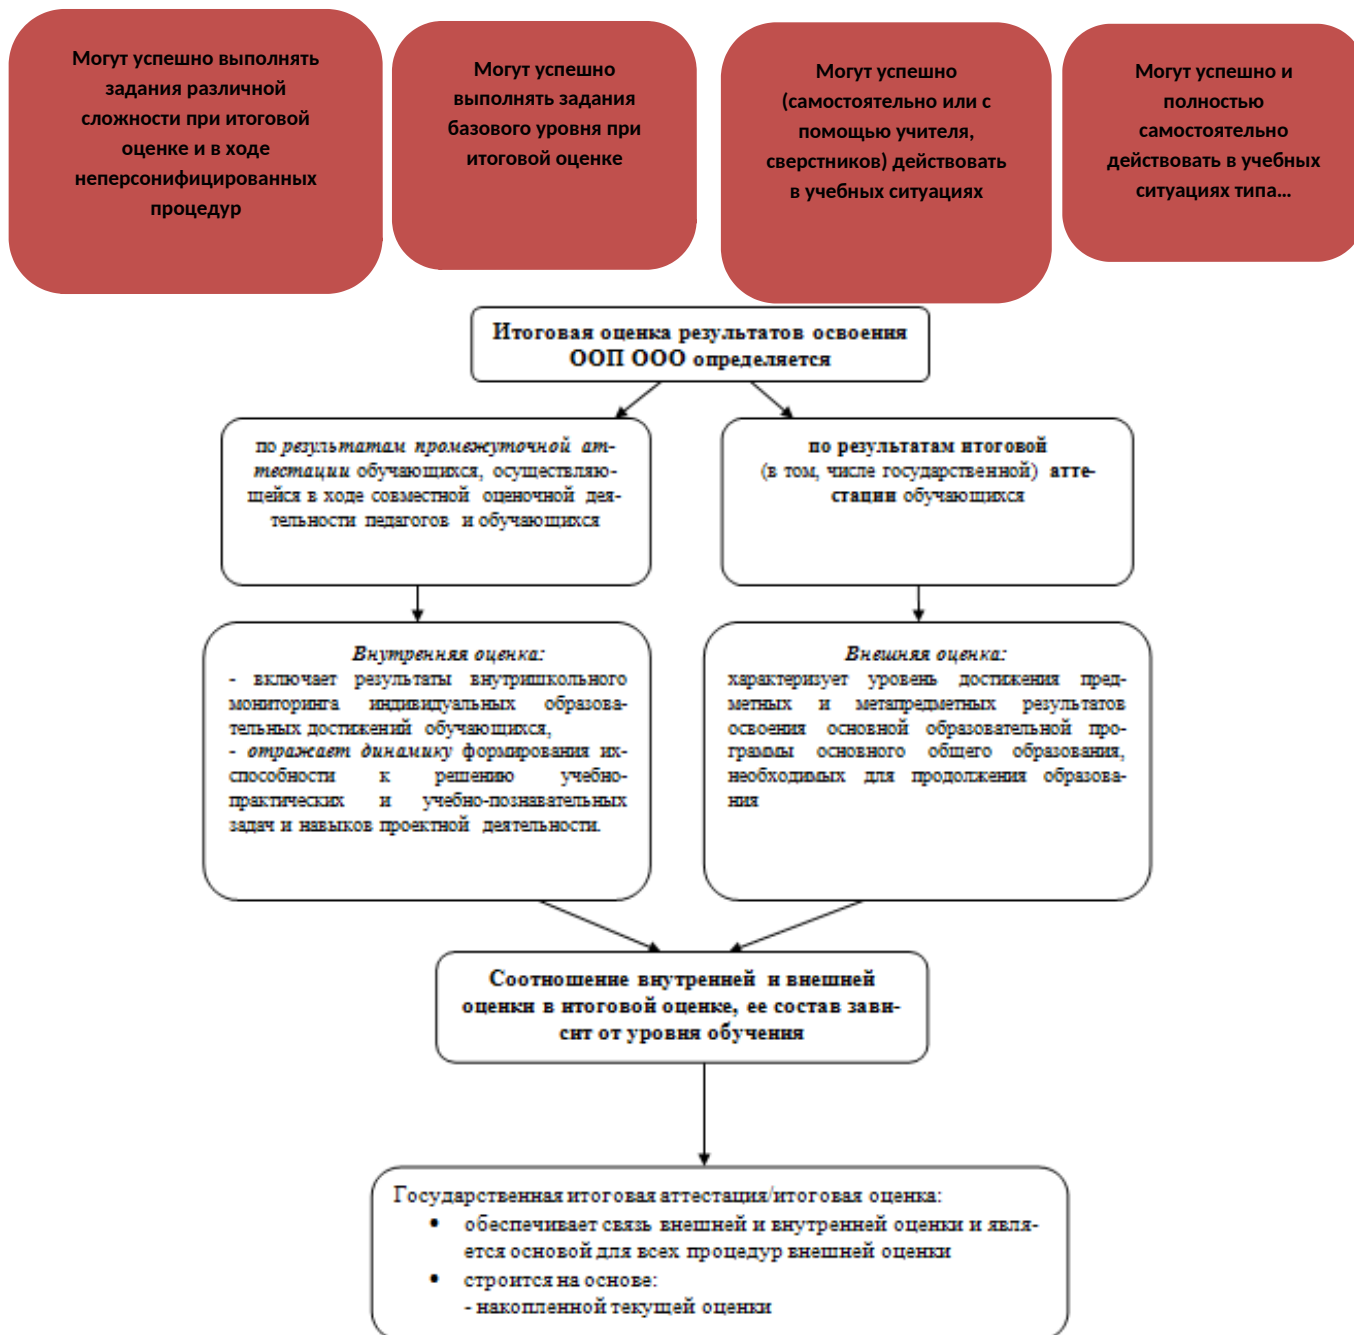 Могут успешно выполнять
задания различной
сложности при итоговой
оценке и в ходе
неперсонифицированных
процедур
Могут успешно
выполнять задания
базового уровня при
итоговой оценке
Могут успешно
(самостоятельно или с
помощью учителя,
сверстников) действовать
в учебных ситуациях
Могут успешно и
полностью
самостоятельно
действовать в учебных
ситуациях типа…
Итоговая оценка результатов освоения
ООП ООО определяется
по результатам промежуточной ат-
тестации обучающихся, осуществляю-
щейся в ходе совместной оценочной дея-
тельности педагогов и обучающихся
по результатам итоговой
(в том, числе государственной) атте-
стации обучающихся
Внутренняя оценка:
- включает результаты внутришкольного
мониторинга индивидуальных образова-
тельных достижений обучающихся,
- отражает динамику формирования их-
способности к решению учебно-
практических и учебно-познавательных
задач и навыков проектной деятельности.
Внешняя оценка:
характеризует уровень достижения пред-
метных и метапредметных результатов
освоения основной образовательной про-
граммы основного общего образования,
необходимых для продолжения образова-
ния
Соотношение внутренней и внешней
оценки в итоговой оценке, ее состав зави-
сит от уровня обучения
Государственная итоговая аттестация/итоговая оценка:
• обеспечивает связь внешней и внутренней оценки и явля-
ется основой для всех процедур внешней оценки
• строится на основе:
- накопленной текущей оценки